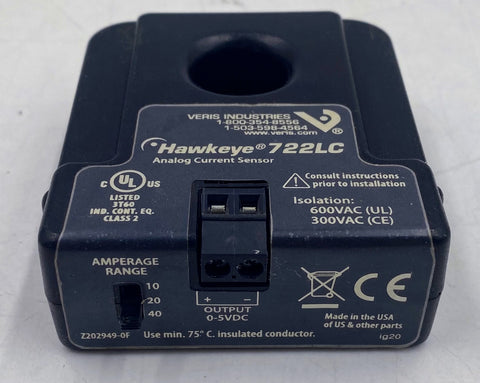 VERIS INDUSTRIES
1-800-354-8556
1-503-598-4564
www.veris.com
®
Hawkeye® 722LC
Analog Current Sensor
C UL US
®
LISTED
3T60
IND. CONT. EQ.
CLASS 2
Consult instructions
prior to installation
Isolation:
600VAC (UL)
300VAC (CE)
AMPERAGE
RANGE
10
20
40
+ -
OUTPUT
0-5VDC
CE
Made in the USA
of US & other parts
Z202949-0F
Use min. 75° C. insulated conductor.
ig20